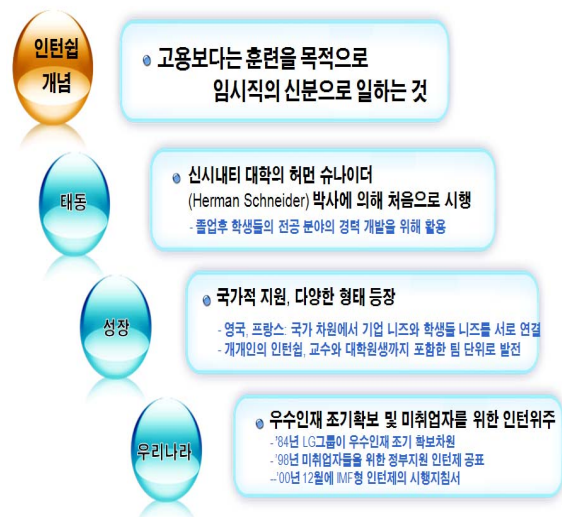 인턴쉽
개념
고용보다는 훈련을 목적으로
임시직의 신분으로 일하는 것
태동
신시내티 대학의 허먼 슈나이더
(Herman Schneider) 박사에 의해 처음으로 시행
- 졸업후 학생들의 전공 분야의 경력 개발을 위해 활용
성장
국가적 지원, 다양한 형태 등장
- 영국, 프랑스: 국가 차원에서 기업 니즈와 학생들 니즈를 서로 연결
- 개개인의 인턴쉽, 교수와 대학원생까지 포함한 팀 단위로 발전
우리나라
우수인재 조기확보 및 미취업자를 위한 인턴위주
- '84년 LG그룹이 우수인재 조기 확보차원
- '98년 미취업자들을 위한 정부지원 인턴제 공표
--'00년 12월에 IMF형 인턴제의 시행지침서